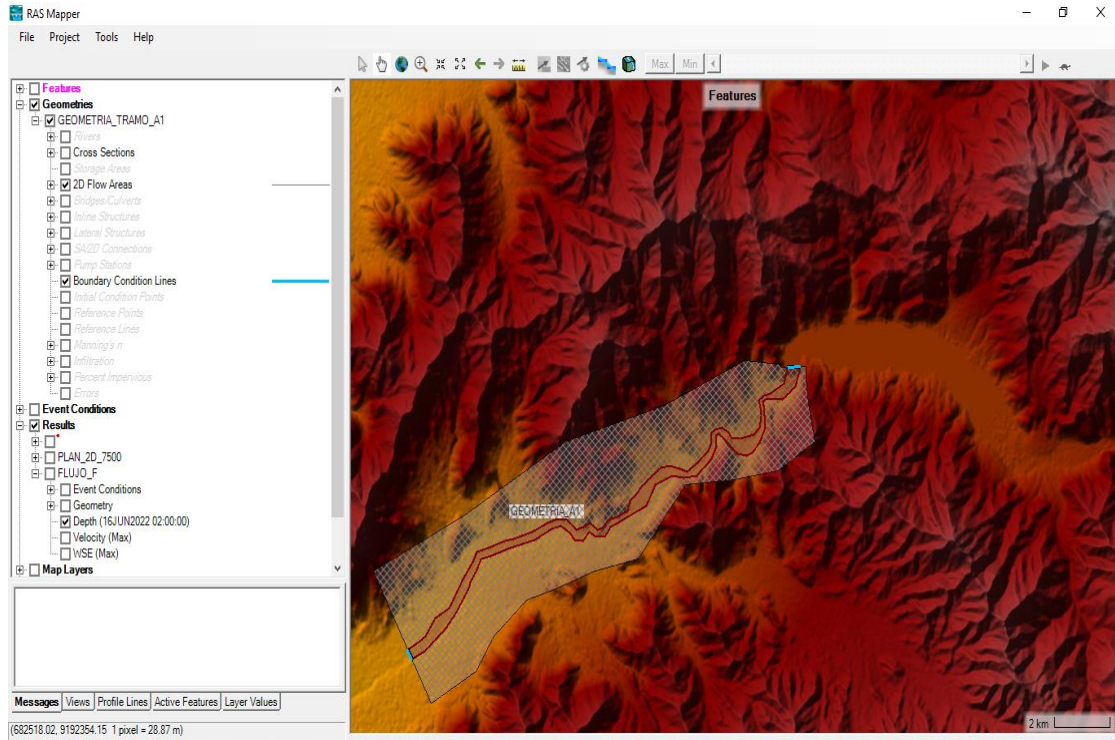 RAS Mapper
File Project Tools Help
Max Min
Features
Geometries
GEOMETRIA_TRAMO_A1
Rivers
Cross Sections
Storage Areas
2D Flow Areas
Bridges/Culverts
Inline Structures
Lateral Structures
SA/2D Connections
Pump Stations
Boundary Condition Lines
Initial Condition Points
Reference Points
Reference Lines
Manning's n
Infiltration
Percent Impervious
Errors
Event Conditions
Results
PLAN_2D_7500
FLUJO_F
Event Conditions
Geometry
Depth (16JUN2022 02:00:00)
Velocity (Max)
WSE (Max)
Map Layers
Messages Views Profile Lines Active Features Layer Values
(682518.02, 9192354.15 1 pixel = 28.87 m)
Features
GEOMETRIA_A1
2 km